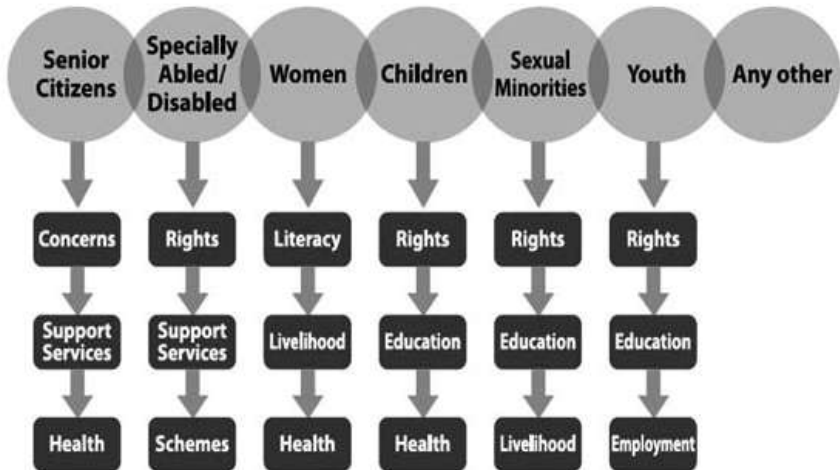 Senior
Citizens
Specially
Abled/
Disabled
Women
Children
Sexual
Minorities
Youth
Any other
Concerns
Rights
Literacy
Rights
Rights
Rights
Support
Services
Support
Services
Livelihood
Education
Education
Education
Health
Schemes
Health
Health
Livelihood
Employment